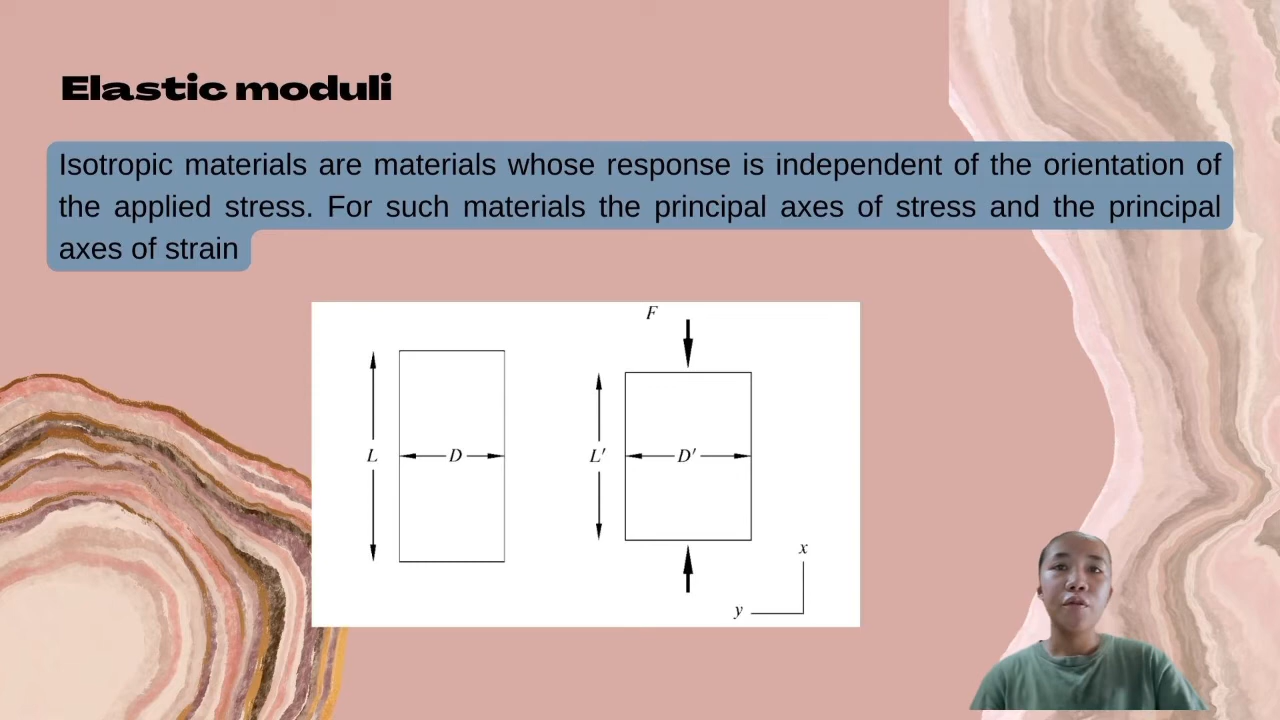 Elastic moduli
Isotropic materials are materials whose response is independent of the orientation of
the applied stress. For such materials the principal axes of stress and the principal
axes of strain
F
L
D
L′
D′
x
y